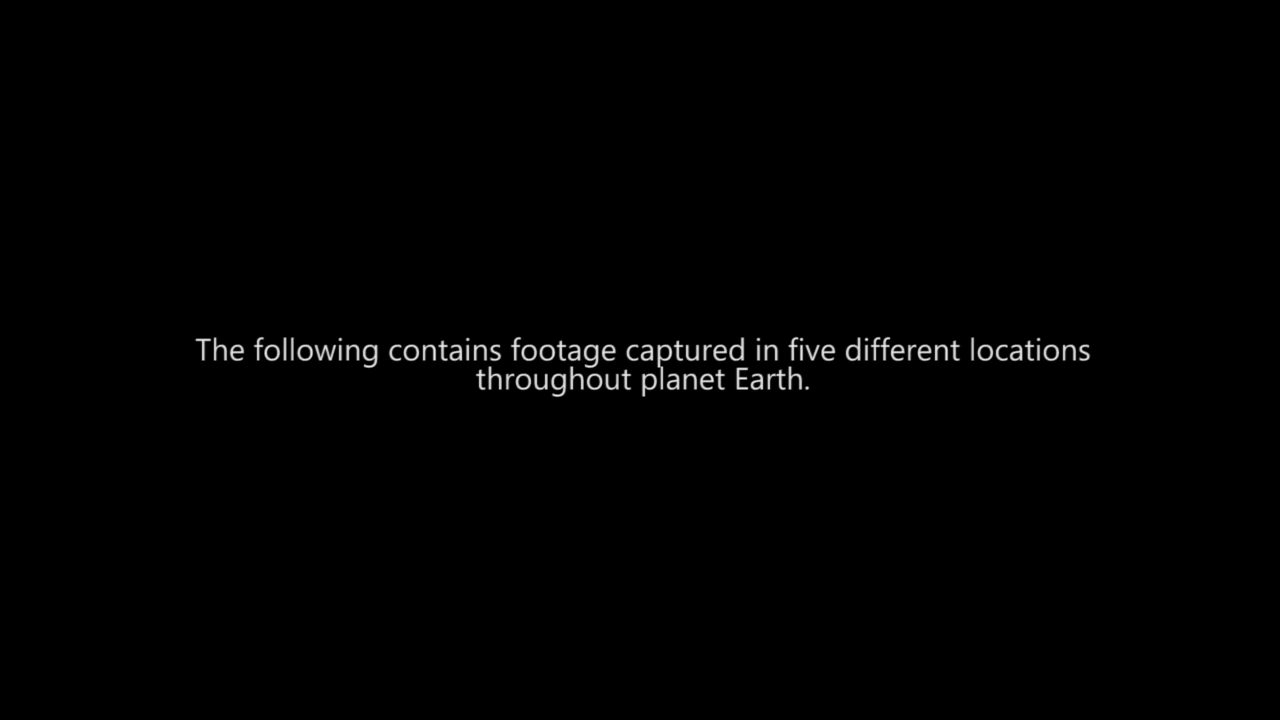 The following contains footage captured in five different locations
throughout planet Earth.